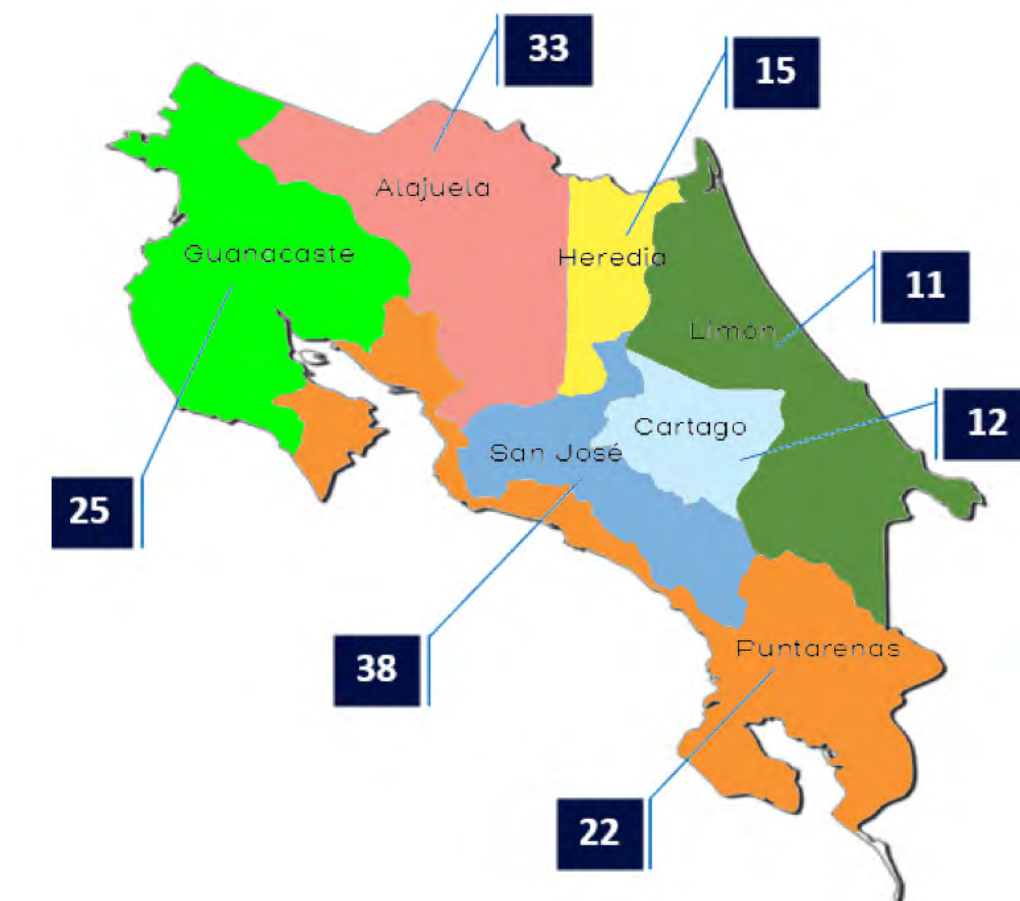 33
15
Alajuela
Guanacaste
Heredia
11
Limón
12
Cartago
San José
25
38
Puntarenas
22